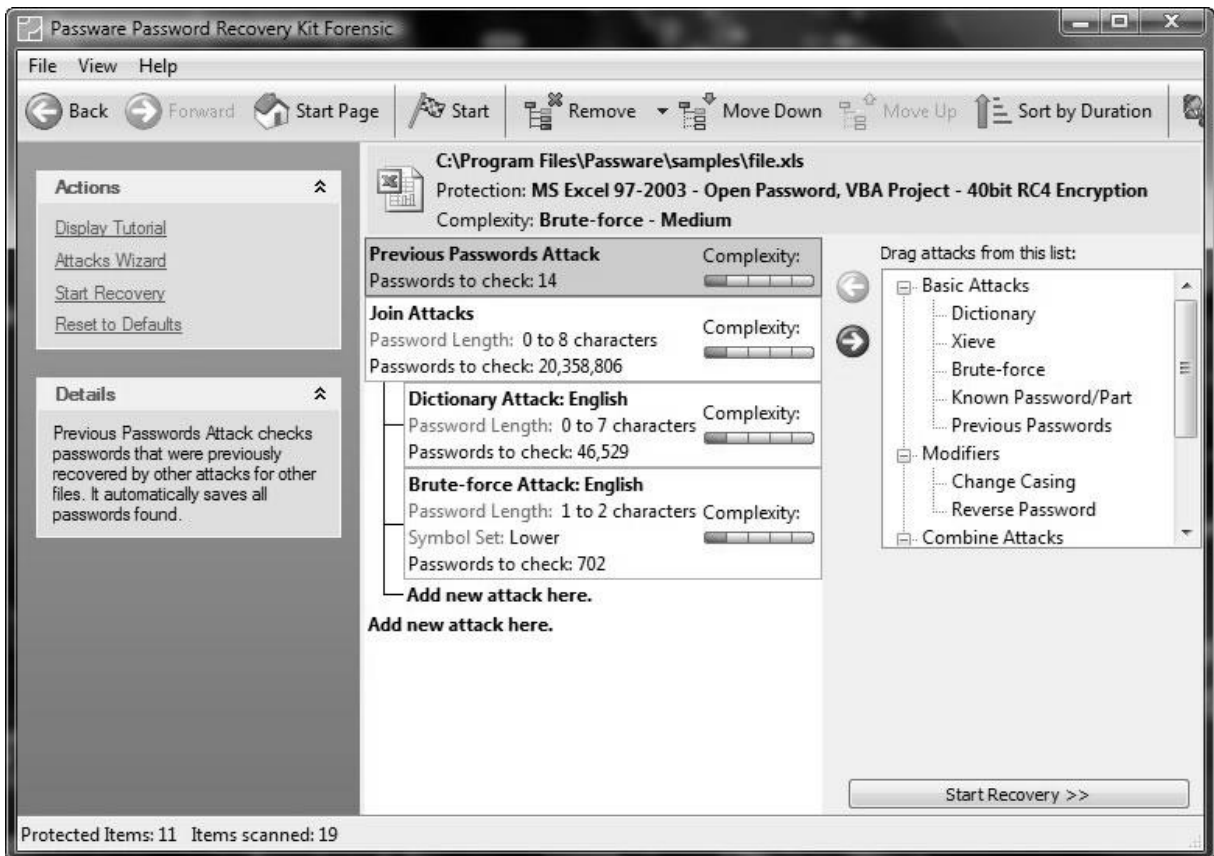 Passware Password Recovery Kit Forensic
File View Help
Back Forward Start Page Start Remove Move Down Move Up Sort by Duration
Actions
Display Tutorial
Attacks Wizard
Start Recovery
Reset to Defaults
Details
Previous Passwords Attack checks
passwords that were previously
recovered by other attacks for other
files. It automatically saves all
passwords found.
C:\Program Files\Passware\samples\file.xls
Protection: MS Excel 97-2003 - Open Password, VBA Project - 40bit RC4 Encryption
Complexity: Brute-force - Medium
Previous Passwords Attack Complexity:
Passwords to check: 14
Join Attacks
Password Length: 0 to 8 characters Complexity:
Passwords to check: 20,358,806
Dictionary Attack: English
Password Length: 0 to 7 characters Complexity:
Passwords to check: 46,529
Brute-force Attack: English
Password Length: 1 to 2 characters Complexity:
Symbol Set: Lower
Passwords to check: 702
Add new attack here.
Add new attack here.
Drag attacks from this list:
Basic Attacks
Dictionary
Xieve
Brute-force
Known Password/Part
Previous Passwords
Modifiers
Change Casing
Reverse Password
Combine Attacks
Start Recovery >>
Protected Items: 11 Items scanned: 19